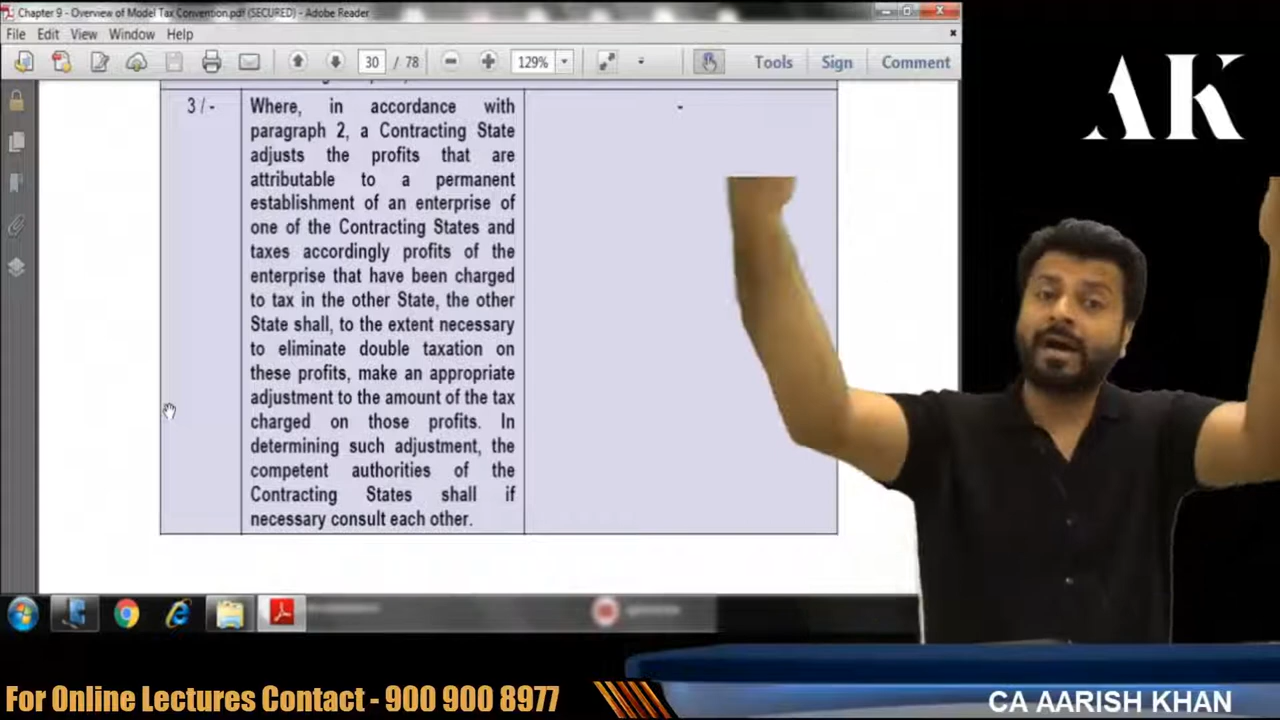 Chapter 9 - Overview of Model Tax Convention.pdf (SECURED) - Adobe Reader
File Edit View Window Help
30 / 78
129%
Tools Sign Comment
AK
3 / - Where, in accordance with -
paragraph 2, a Contracting State
adjusts the profits that are
attributable to a permanent
establishment of an enterprise of
one of the Contracting States and
taxes accordingly profits of the
enterprise that have been charged
to tax in the other State, the other
State shall, to the extent necessary
to eliminate double taxation on
these profits, make an appropriate
adjustment to the amount of the tax
charged on those profits. In
determining such adjustment, the
competent authorities of the
Contracting States shall if
necessary consult each other.
For Online Lectures Contact - 900 900 8977
CA AARISH KHAN